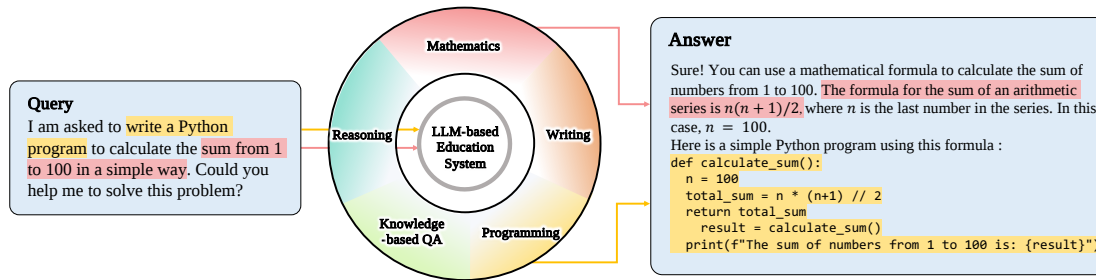 Query
I am asked to write a Python
program to calculate the sum from 1
to 100 in a simple way. Could you
help me to solve this problem?
Mathematics
Reasoning
Writing
LLM-based
Education
System
Knowledge
-based QA
Programming
Answer
Sure! You can use a mathematical formula to calculate the sum of
numbers from 1 to 100. The formula for the sum of an arithmetic
series is n(n + 1)/2, where n is the last number in the series. In this
case, n = 100.
Here is a simple Python program using this formula :
def calculate_sum():
  n = 100
  total_sum = n * (n+1) // 2
  return total_sum
    result = calculate_sum()
  print(f"The sum of numbers from 1 to 100 is: {result}")